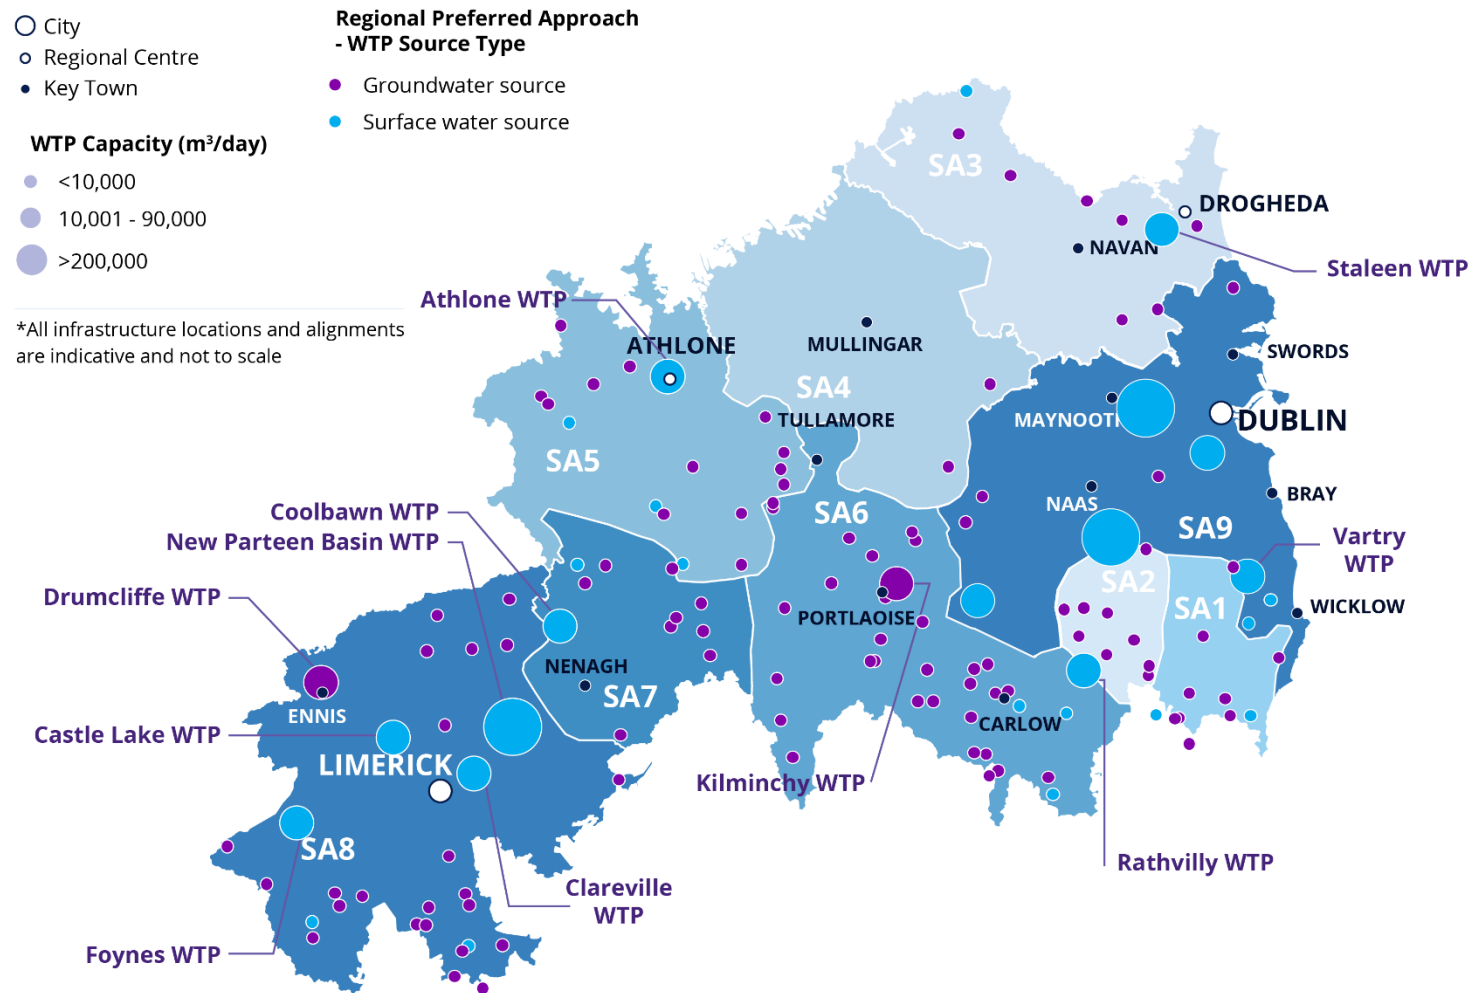 City
Regional Centre
Key Town
WTP Capacity (m³/day)
<10,000
10,001 - 90,000
>200,000
*All infrastructure locations and alignments
are indicative and not to scale
Regional Preferred Approach
- WTP Source Type
Groundwater source
Surface water source
SA3
DROGHEDA
NAVAN
Staleen WTP
Athlone WTP
ATHLONE
MULLINGAR
SWORDS
SA4
TULLAMORE
MAYNOOTH
DUBLIN
SA5
BRAY
NAAS
Coolbawn WTP
SA6
SA9
New Parteen Basin WTP
Vartry
WTP
Drumcliffe WTP
SA2
SA1
WICKLOW
PORTLAOISE
NENAGH
SA7
ENNIS
CARLOW
Castle Lake WTP
LIMERICK
Kilminchy WTP
SA8
Rathvilly WTP
Clareville
WTP
Foynes WTP